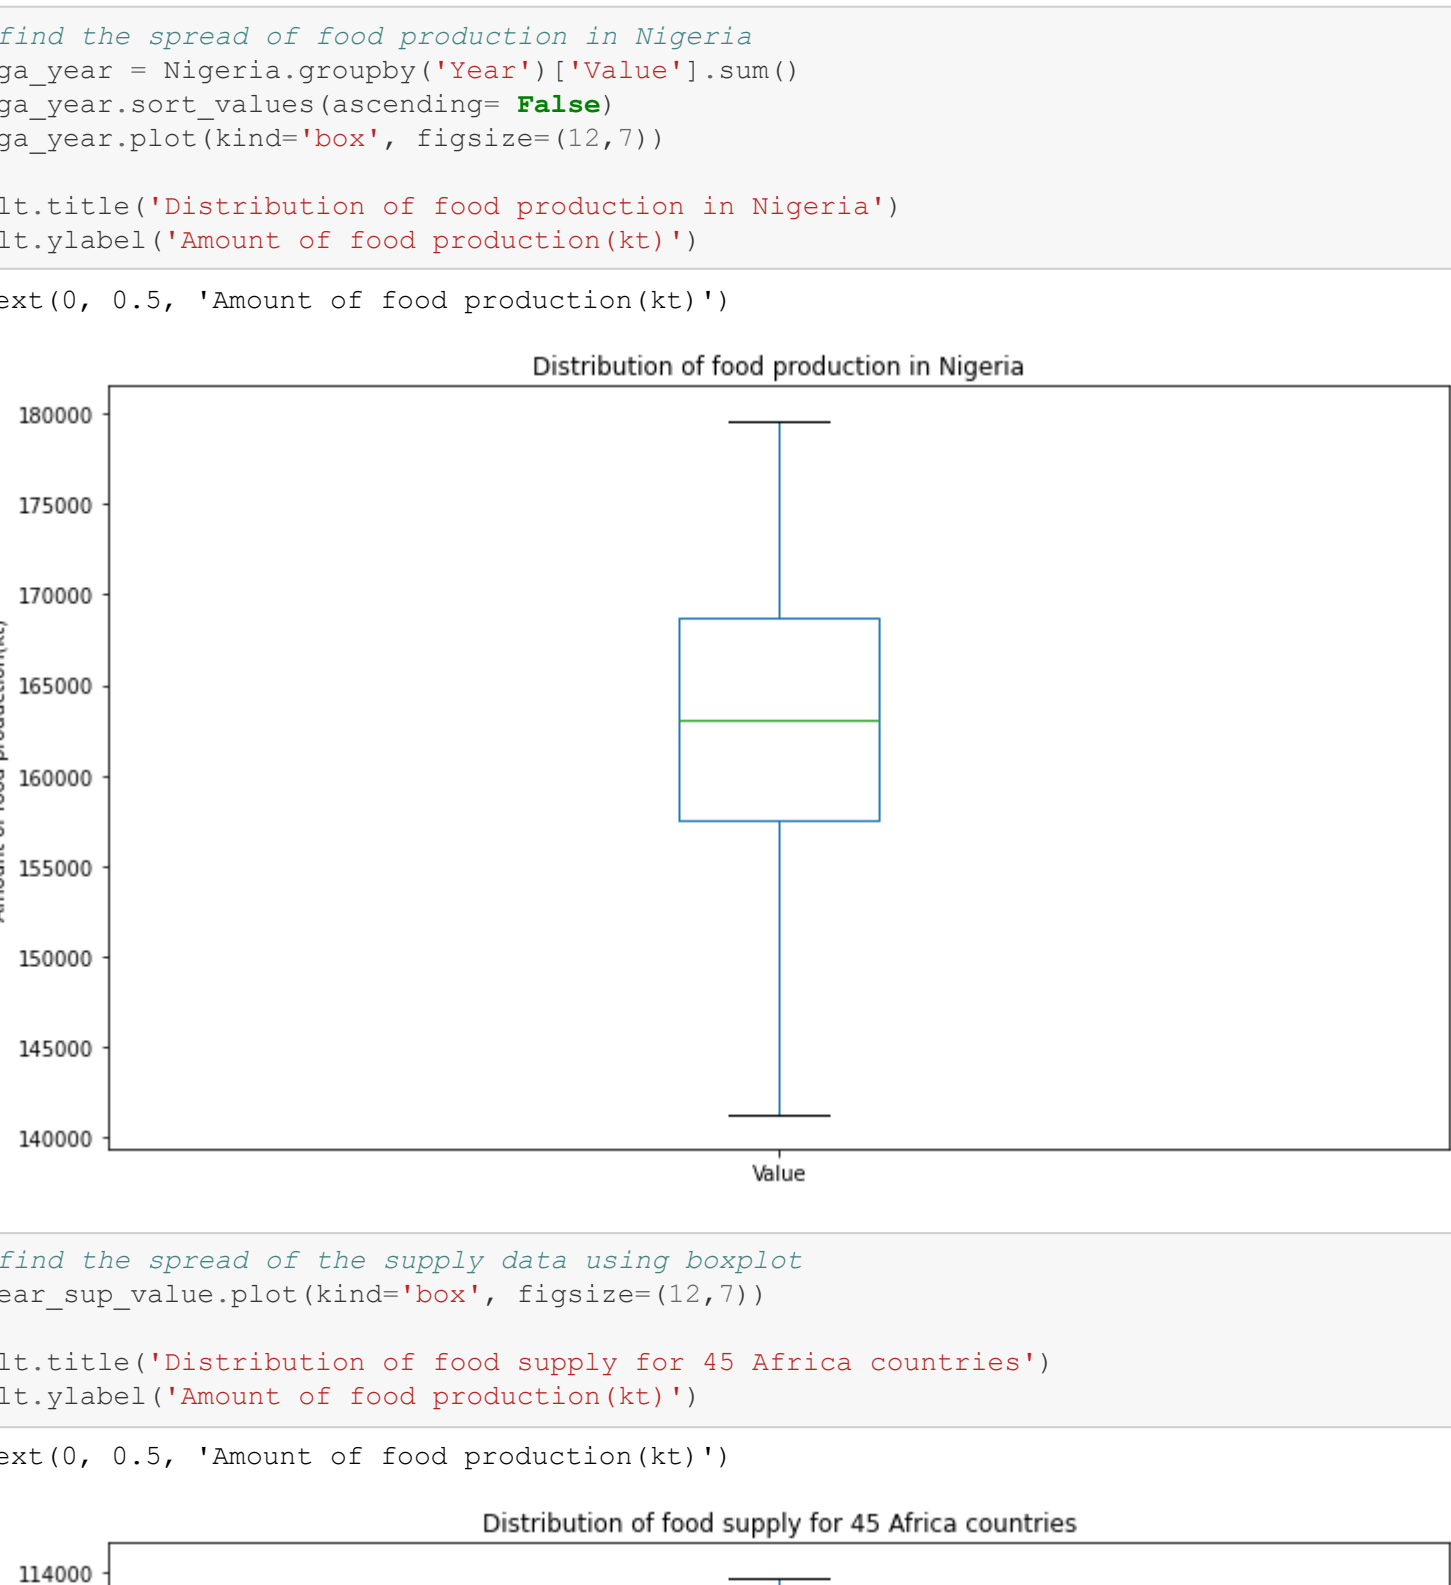 find the spread of food production in Nigeria
ga_year = Nigeria.groupby('Year')['Value'].sum()
ga_year.sort_values(ascending= False)
ga_year.plot(kind='box', figsize=(12,7))
lt.title('Distribution of food production in Nigeria')
lt.ylabel('Amount of food production(kt)')
ext(0, 0.5, 'Amount of food production(kt)')
Distribution of food production in Nigeria
180000
175000
170000
165000
160000
155000
150000
145000
140000
Amount of food production(kt)
Value
find the spread of the supply data using boxplot
ear_sup_value.plot(kind='box', figsize=(12,7))
lt.title('Distribution of food supply for 45 Africa countries')
lt.ylabel('Amount of food production(kt)')
ext(0, 0.5, 'Amount of food production(kt)')
Distribution of food supply for 45 Africa countries
114000